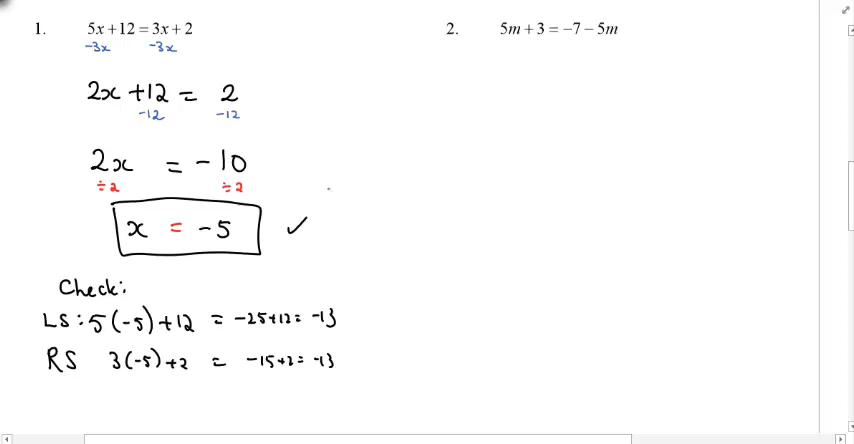 1. 5x + 12 = 3x + 2
-3x -3x
2x + 12 = 2
-12 -12
2x = -10
÷2 ÷2
x = -5 ✓
Check:
LS: 5(-5) + 12 = -25+12 = -13
RS 3(-5) + 2 = -15+2 = -13
2. 5m + 3 = -7 - 5m